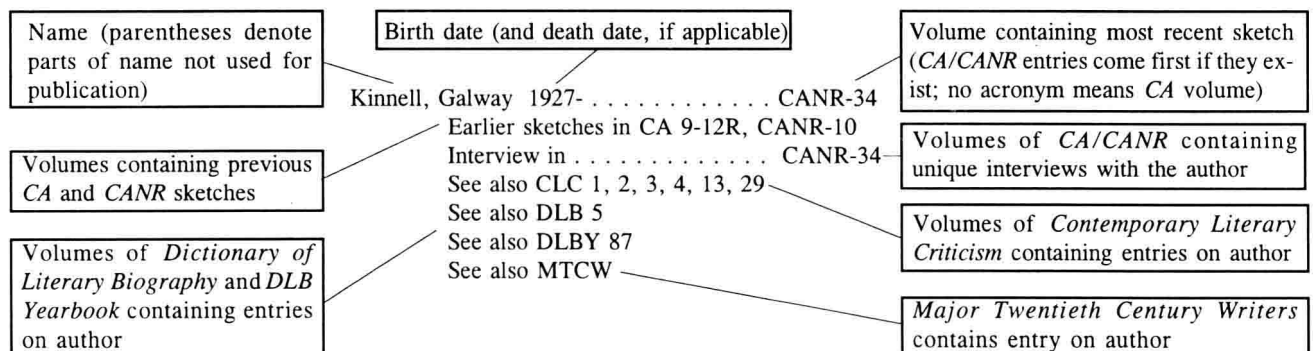 Name (parentheses denote
parts of name not used for
publication)
Birth date (and death date, if applicable)
Volume containing most recent sketch
(CA/CANR entries come first if they ex-
ist; no acronym means CA volume)
Kinnell, Galway 1927- . . . . . . . . . . . . CANR-34
Earlier sketches in CA 9-12R, CANR-10
Interview in . . . . . . . . . . . . . CANR-34
See also CLC 1, 2, 3, 4, 13, 29
See also DLB 5
See also DLBY 87
See also MTCW
Volumes containing previous
CA and CANR sketches
Volumes of Dictionary of
Literary Biography and DLB
Yearbook containing entries
on author
Volumes of CA/CANR containing
unique interviews with the author
Volumes of Contemporary Literary
Criticism containing entries on author
Major Twentieth Century Writers
contains entry on author